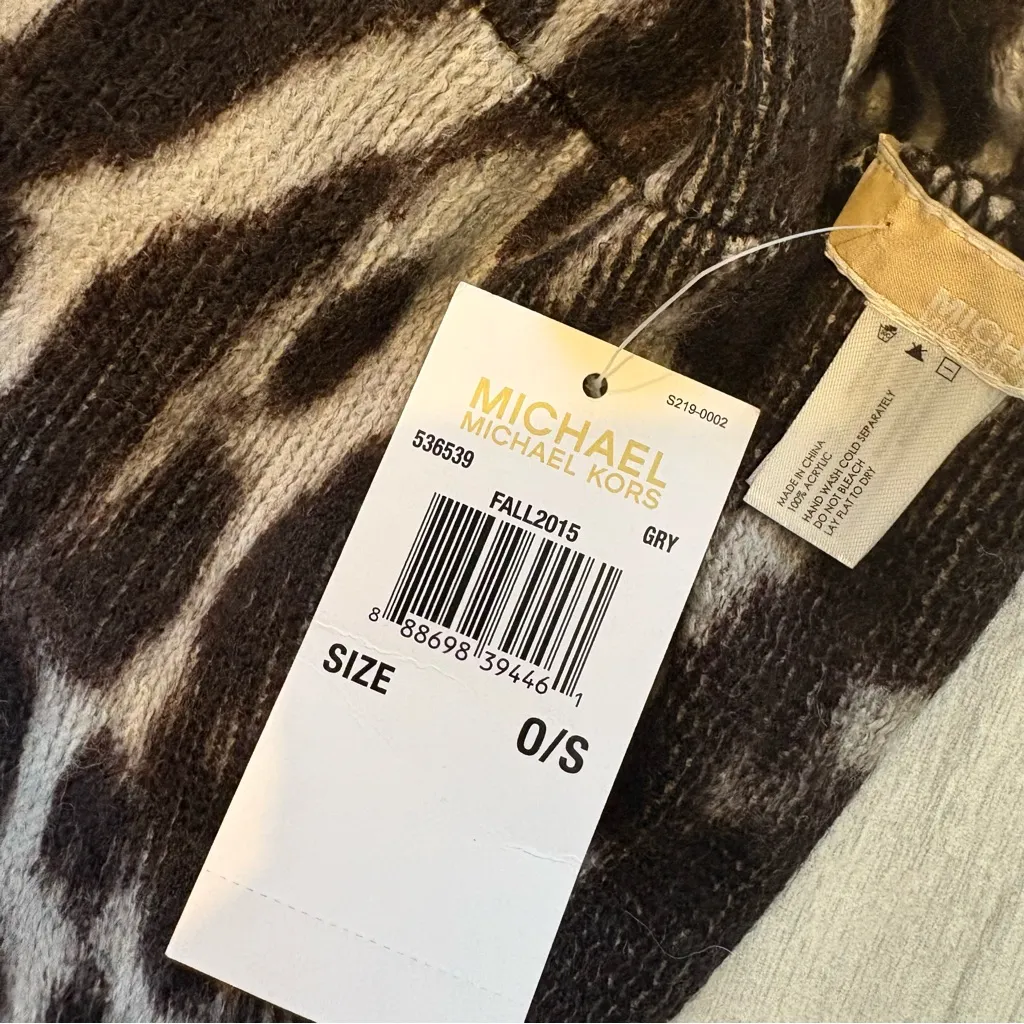 S219-0002
MICHAEL
MICHAEL KORS
536539
FALL2015
GRY
8 88698 39446 1
SIZE
O/S
MICH
MADE IN CHINA
100% ACRYLIC
HAND WASH COLD SEPARATELY
DO NOT BLEACH
LAY FLAT TO DRY